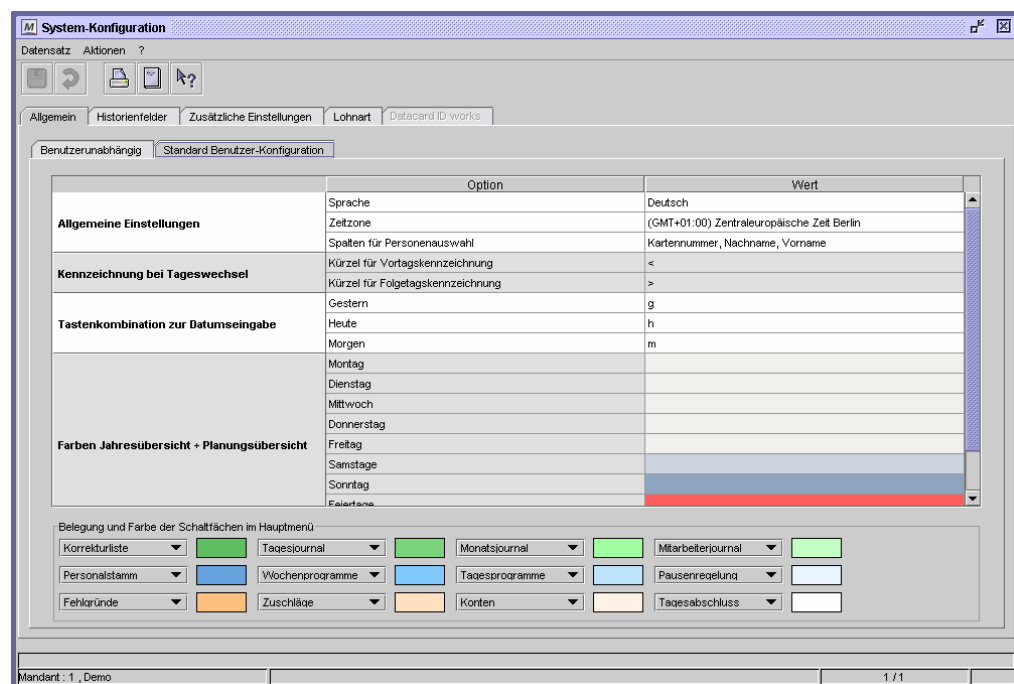 M System-Konfiguration
Datensatz Aktionen ?
Allgemein Historienfelder Zusätzliche Einstellungen Lohnart Datacard ID works
Benutzerunabhängig Standard Benutzer-Konfiguration
Option Wert
Allgemeine Einstellungen
Sprache Deutsch
Zeitzone (GMT+01:00) Zentraleuropäische Zeit Berlin
Spalten für Personenauswahl Kartennummer, Nachname, Vorname
Kennzeichnung bei Tageswechsel
Kürzel für Vortagskennzeichnung <
Kürzel für Folgetagskennzeichnung >
Tastenkombination zur Datumseingabe
Gestern g
Heute h
Morgen m
Farben Jahresübersicht + Planungsübersicht
Montag
Dienstag
Mittwoch
Donnerstag
Freitag
Samstage
Sonntag
Feiertage
Belegung und Farbe der Schaltfächen im Hauptmenü
Korrekturliste Tagesjournal Monatsjournal Mitarbeiterjournal
Personalstamm Wochenprogramme Tagesprogramme Pausenregelung
Fehlgründe Zuschläge Konten Tagesabschluss
Mandant : 1 , Demo 1 / 1